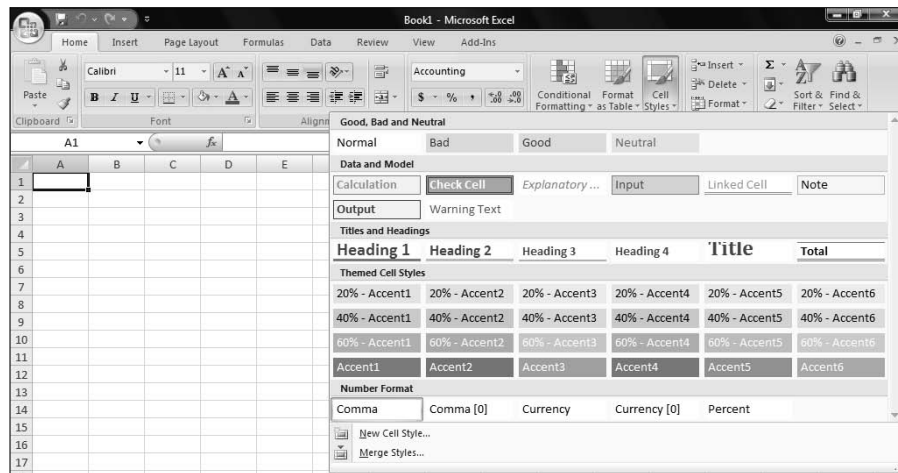 Book1 - Microsoft Excel
Home Insert Page Layout Formulas Data Review View Add-Ins
Paste
Calibri 11 A A
B I U A
Accounting
$ % , .0 .00 .00 .0
Conditional Formatting
Format as Table
Cell Styles
Insert
Delete
Format
Σ
Sort & Filter
Find & Select
Clipboard Font Alignn
A1 fx
A B C D E
1
2
3
4
5
6
7
8
9
10
11
12
13
14
15
16
17
Good, Bad and Neutral
Normal Bad Good Neutral
Data and Model
Calculation Check Cell Explanatory ... Input Linked Cell Note
Output Warning Text
Titles and Headings
Heading 1 Heading 2 Heading 3 Heading 4 Title Total
Themed Cell Styles
20% - Accent1 20% - Accent2 20% - Accent3 20% - Accent4 20% - Accent5 20% - Accent6
40% - Accent1 40% - Accent2 40% - Accent3 40% - Accent4 40% - Accent5 40% - Accent6
60% - Accent1 60% - Accent2 60% - Accent3 60% - Accent4 60% - Accent5 60% - Accent6
Accent1 Accent2 Accent3 Accent4 Accent5 Accent6
Number Format
Comma Comma [0] Currency Currency [0] Percent
New Cell Style...
Merge Styles...